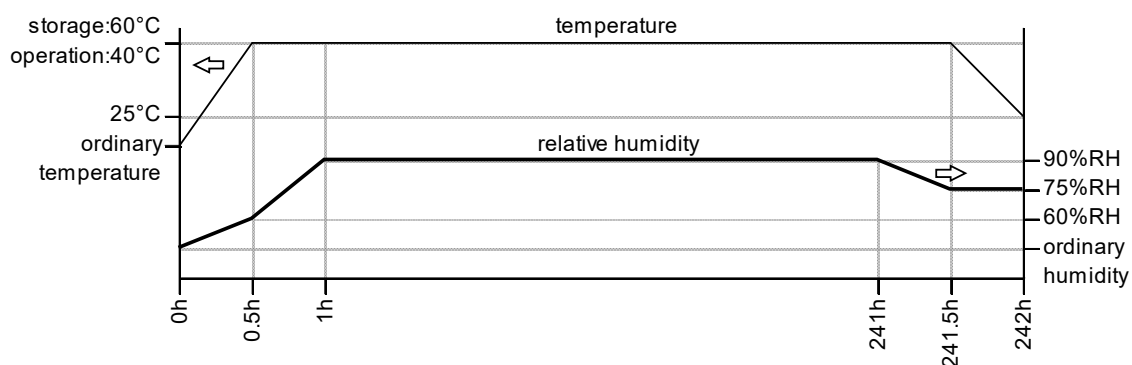 storage:60°C
operation:40°C
temperature
25°C
ordinary
temperature
relative humidity
90%RH
75%RH
60%RH
ordinary
humidity
0h
0.5h
1h
241h
241.5h
242h